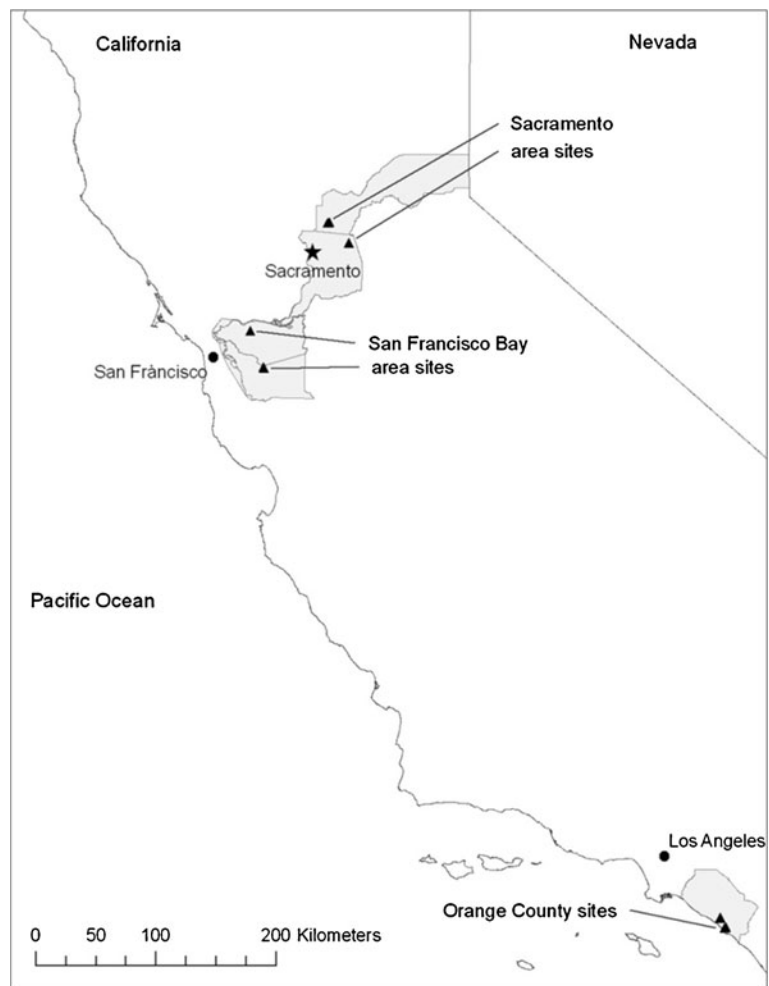 California
Nevada
Sacramento
area sites
Sacramento
San Francisco Bay
area sites
San Fràncisco
Pacific Ocean
Los Angeles
Orange County sites
0 50 100 200 Kilometers